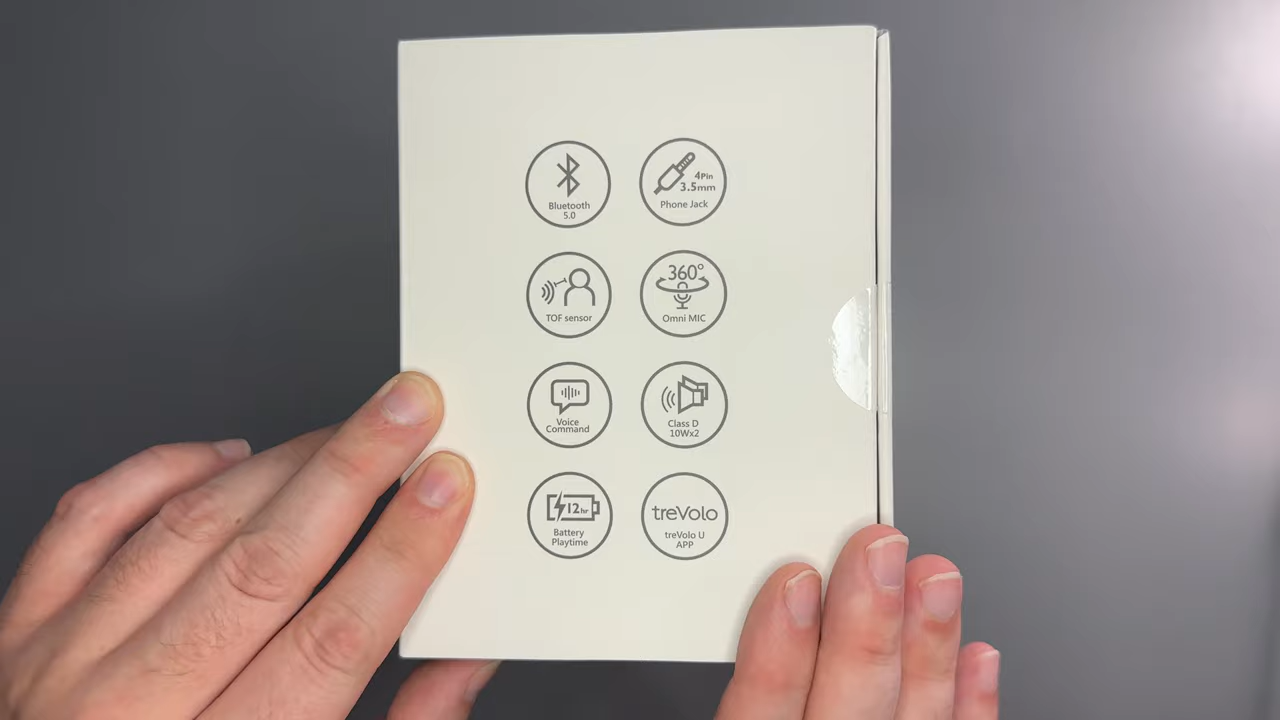 Bluetooth
5.0
4Pin
3.5mm
Phone Jack
TOF sensor
360°
Omni MIC
Voice
Command
Class D
10Wx2
12hr
Battery
Playtime
treVolo
treVolo U
APP